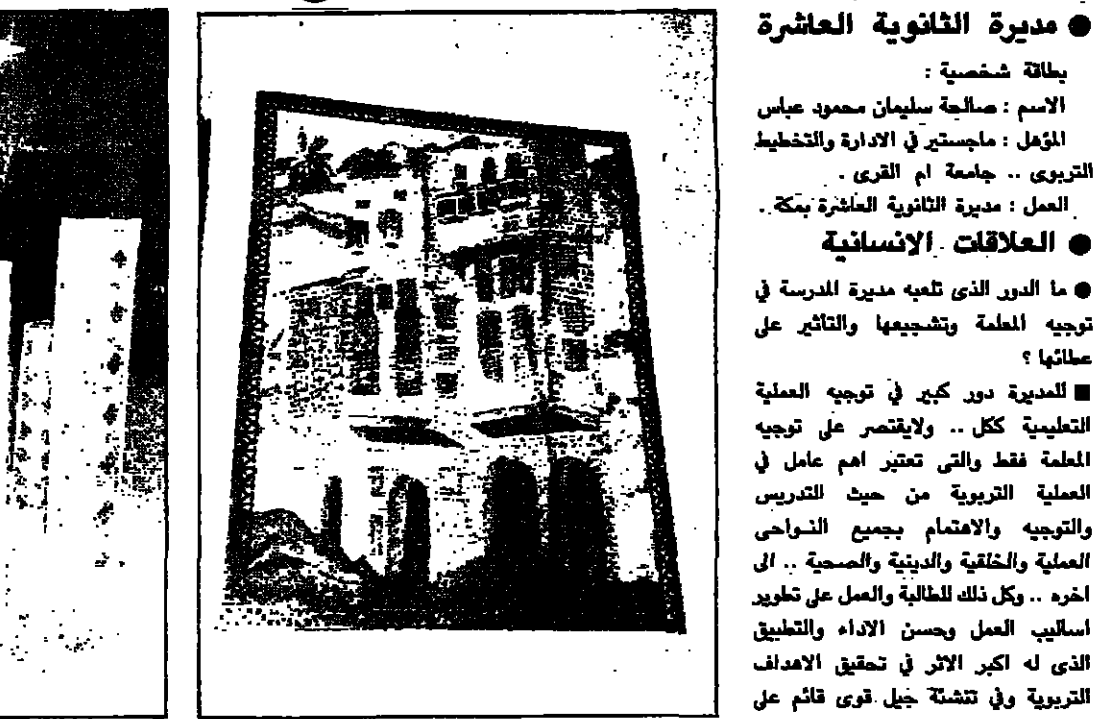 ● مديرة الثانوية العاشرة
بطاقة شخصية :
الاسم : صالحة سليمان محمود عباس
المؤهل : ماجستير في الادارة والتخطيط
التربوى .. جامعة ام القرى .
العمل : مديرة الثانوية العاشرة بمكة .
● العلاقات الانسانية
● ما الدور الذى تلعبه مديرة المدرسة في
توجيه المعلمة وتشجيعها والتاثير على
عطائها ؟
■ للمديرة دور كبير في توجيه العملية
التعليمية ككل .. ولايقتصر على توجيه
المعلمة فقط والتى تعتبر اهم عامل في
العملية التربوية من حيث التدريس
والتوجيه والاهتمام بجميع النـواحى
العملية والخلقية والدينية والصحية .. الى
اخره .. وكل ذلك للطالبة والعمل على تطوير
اساليب العمل وحسن الاداء والتطبيق
الذى له اكبر الاثر في تحقيق الاهداف
التربوية وفي تنشئة جيل قوى قائم على